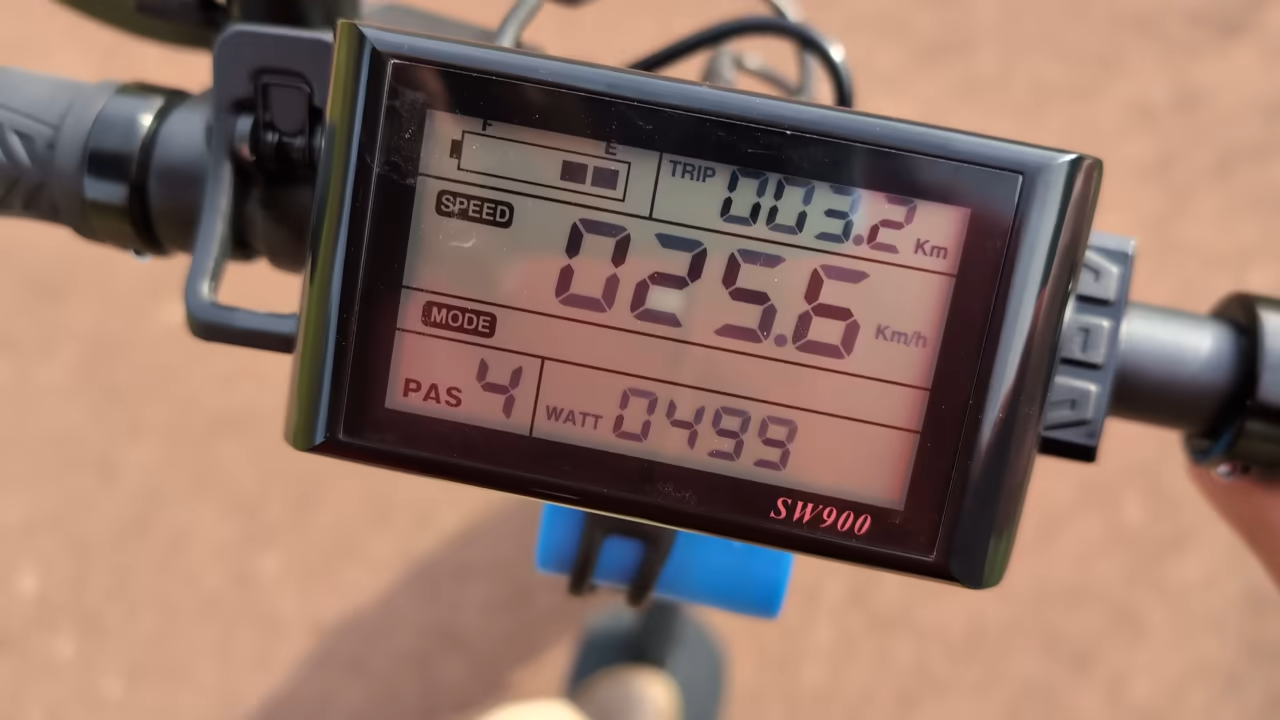 F E
TRIP 003.2 Km
SPEED
025.6 Km/h
MODE
PAS 4
WATT 0499
SW900